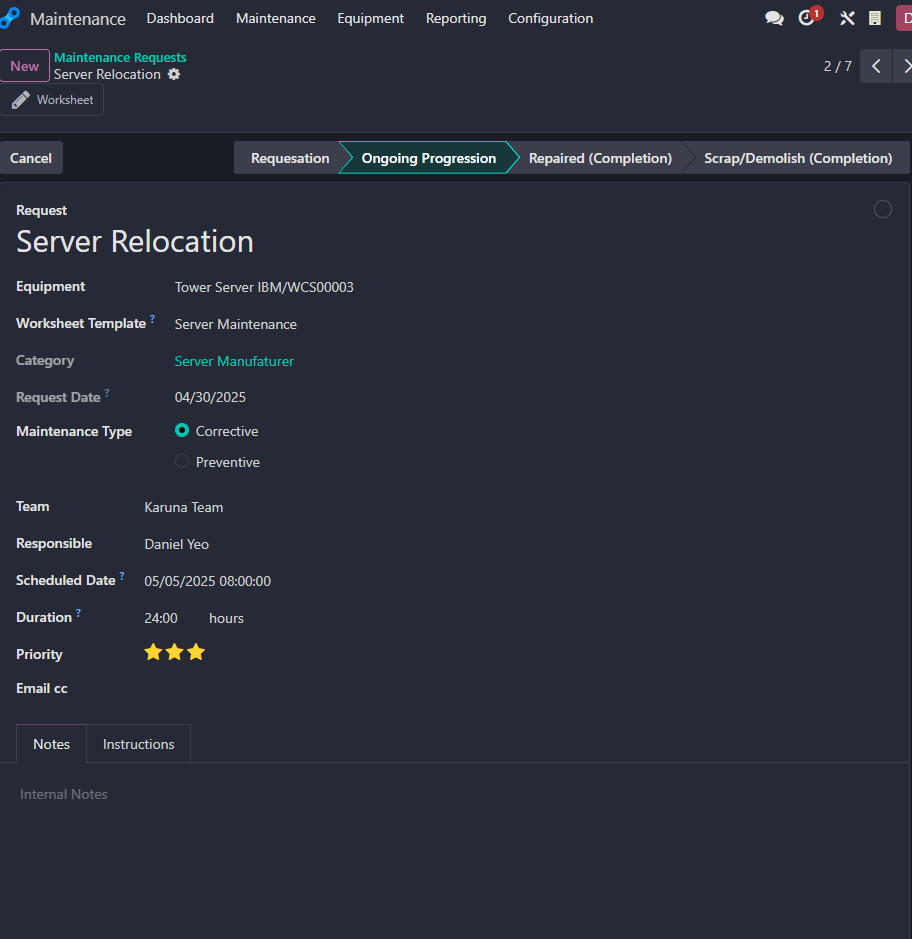 Maintenance Dashboard Maintenance Equipment Reporting Configuration 1 D
New Maintenance Requests
Server Relocation
2 / 7
Worksheet
Cancel Requesation Ongoing Progression Repaired (Completion) Scrap/Demolish (Completion)
Request
Server Relocation
Equipment Tower Server IBM/WCS00003
Worksheet Template ? Server Maintenance
Category Server Manufaturer
Request Date ? 04/30/2025
Maintenance Type Corrective
Preventive
Team Karuna Team
Responsible Daniel Yeo
Scheduled Date ? 05/05/2025 08:00:00
Duration ? 24:00 hours
Priority
Email cc
Notes Instructions
Internal Notes